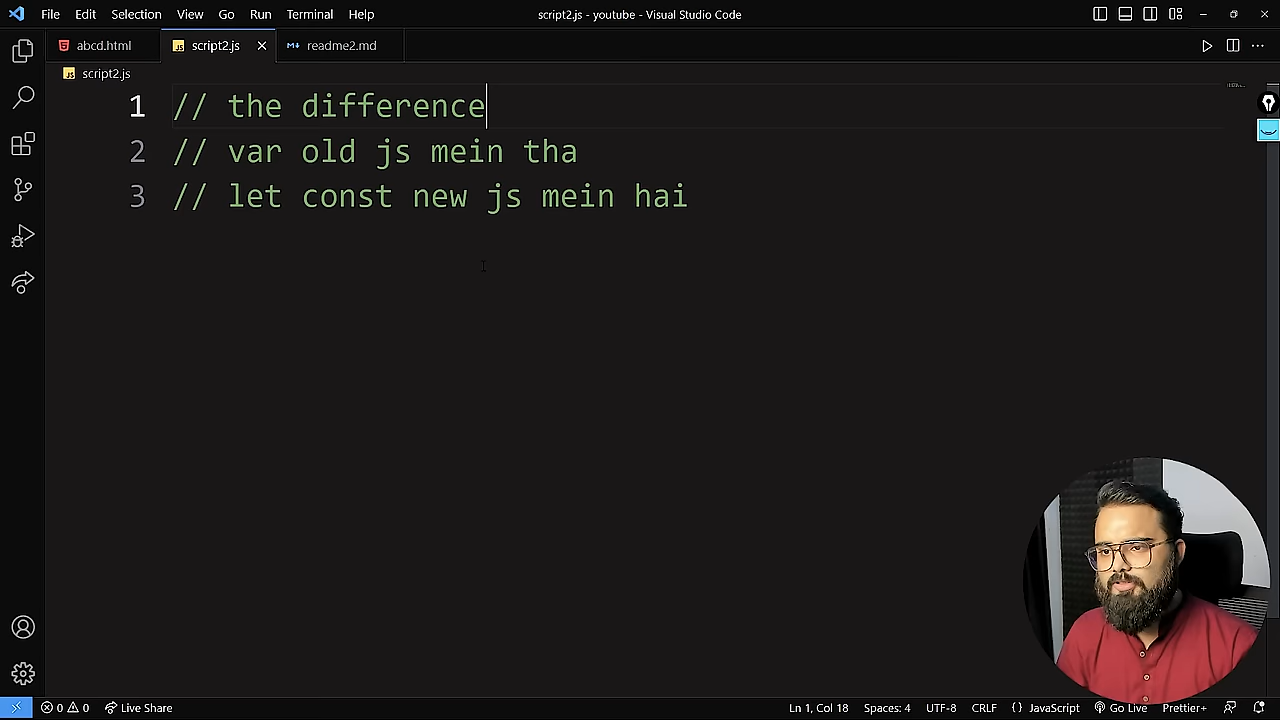 File Edit Selection View Go Run Terminal Help script2.js - youtube - Visual Studio Code
abcd.html script2.js readme2.md
script2.js
1 // the difference
2 // var old js mein tha
3 // let const new js mein hai
0 0 Live Share Ln 1, Col 18 Spaces: 4 UTF-8 CRLF {} JavaScript Go Live Prettier+